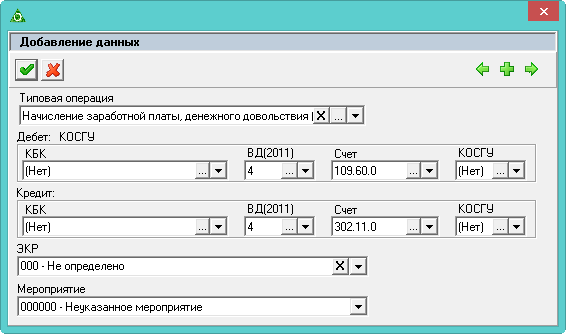 Добавление данных
Типовая операция
Начисление заработной платы, денежного довольствия (
Дебет: КОСГУ
КБК ВД(2011) Счет КОСГУ
(Нет) ... 4 ... 109.60.0 ... (Нет) ...
Кредит:
КБК ВД(2011) Счет КОСГУ
(Нет) ... 4 ... 302.11.0 ... (Нет) ...
ЭКР
000 - Не определено
Мероприятие
000000 - Неуказанное мероприятие